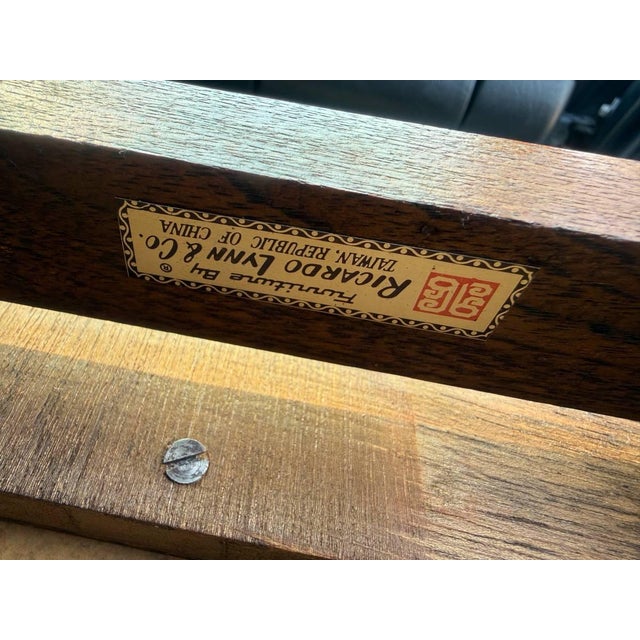 Furniture By ®
RICARDO LYNN & CO.
TAIWAN, REPUBLIC OF CHINA